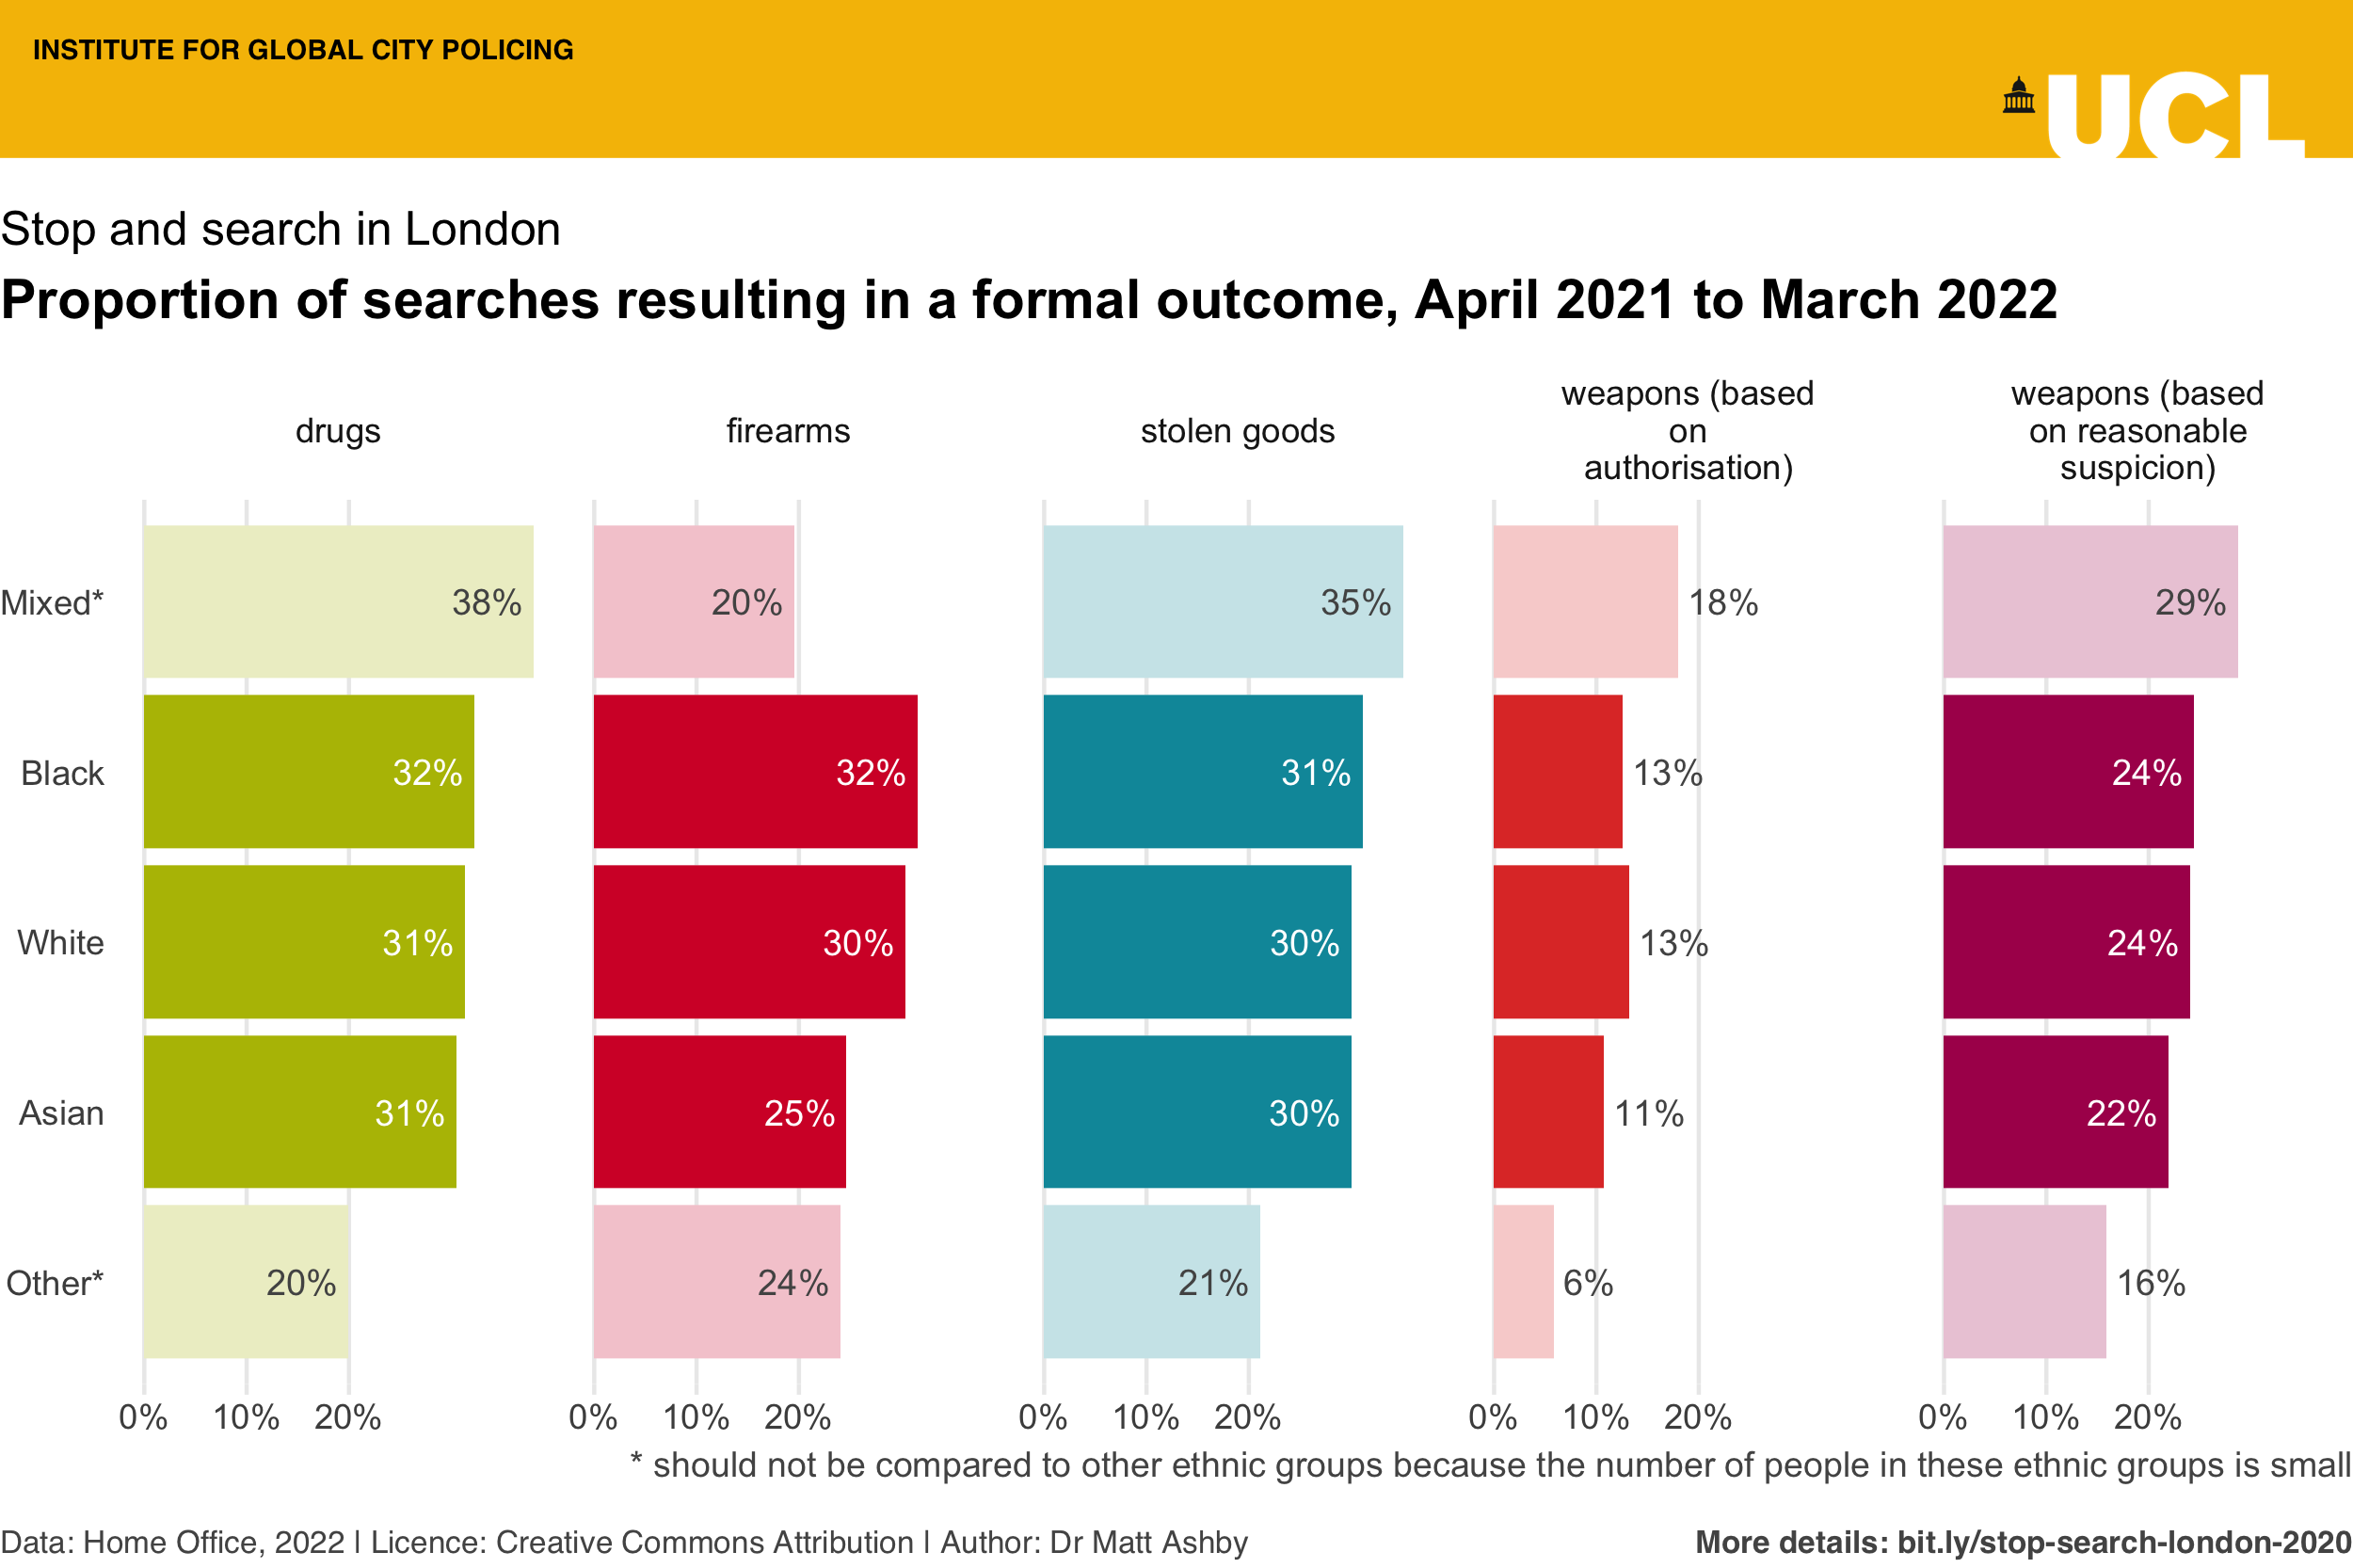 INSTITUTE FOR GLOBAL CITY POLICING
UCL
Stop and search in London
Proportion of searches resulting in a formal outcome, April 2021 to March 2022
drugs
firearms
stolen goods
weapons (based
on
authorisation)
weapons (based
on reasonable
suspicion)
Mixed* 38% 20% 35% 18% 29%
Black 32% 32% 31% 13% 24%
White 31% 30% 30% 13% 24%
Asian 31% 25% 30% 11% 22%
Other* 20% 24% 21% 6% 16%
0% 10% 20% 0% 10% 20% 0% 10% 20% 0% 10% 20% 0% 10% 20%
* should not be compared to other ethnic groups because the number of people in these ethnic groups is small
Data: Home Office, 2022 | Licence: Creative Commons Attribution | Author: Dr Matt Ashby
More details: bit.ly/stop-search-london-2020